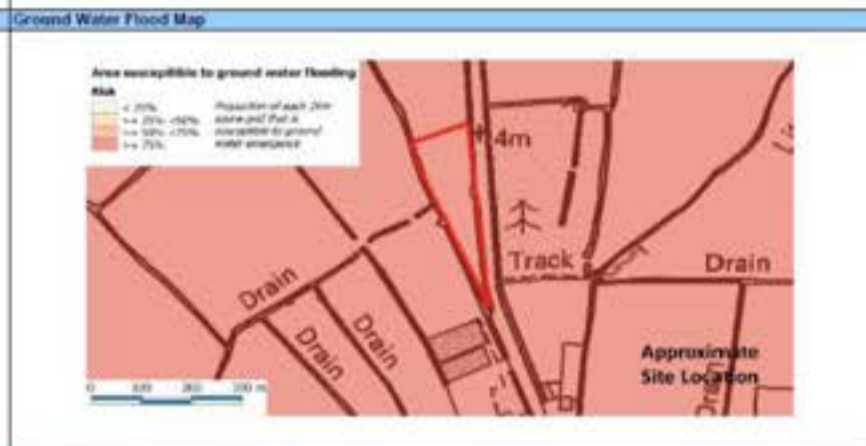 Ground Water Flood Map
Area susceptible to ground water flooding
Risk
< 25%
>= 25% <50%
>= 50% <75%
>= 75%
Proportion of each 1km
square grid that is
susceptible to ground
water emergence
4m
Track
Drain
Drain
Drain
Drain
Approximate
Site Location
0 100 200 300 m